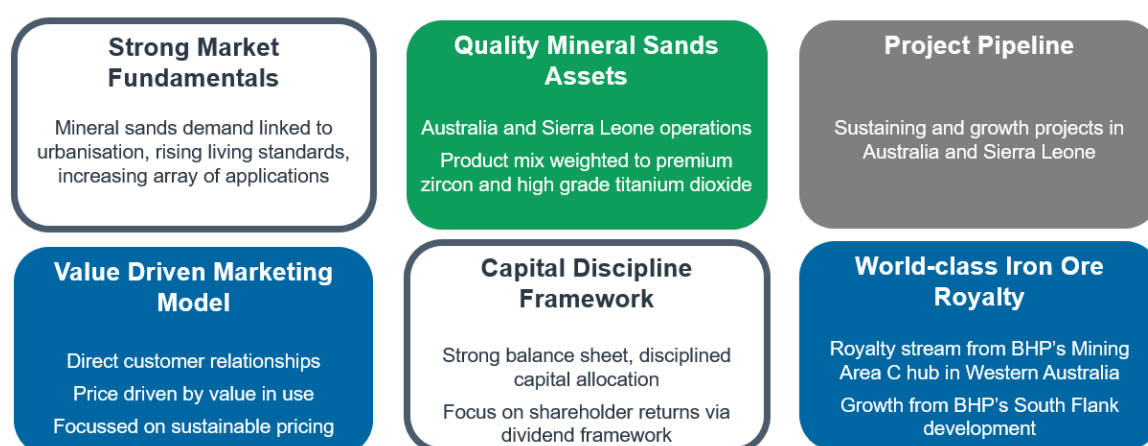 Strong Market
Fundamentals
Mineral sands demand linked to
urbanisation, rising living standards,
increasing array of applications
Quality Mineral Sands
Assets
Australia and Sierra Leone operations
Product mix weighted to premium
zircon and high grade titanium dioxide
Project Pipeline
Sustaining and growth projects in
Australia and Sierra Leone
Value Driven Marketing
Model
Direct customer relationships
Price driven by value in use
Focussed on sustainable pricing
Capital Discipline
Framework
Strong balance sheet, disciplined
capital allocation
Focus on shareholder returns via
dividend framework
World-class Iron Ore
Royalty
Royalty stream from BHP's Mining
Area C hub in Western Australia
Growth from BHP's South Flank
development